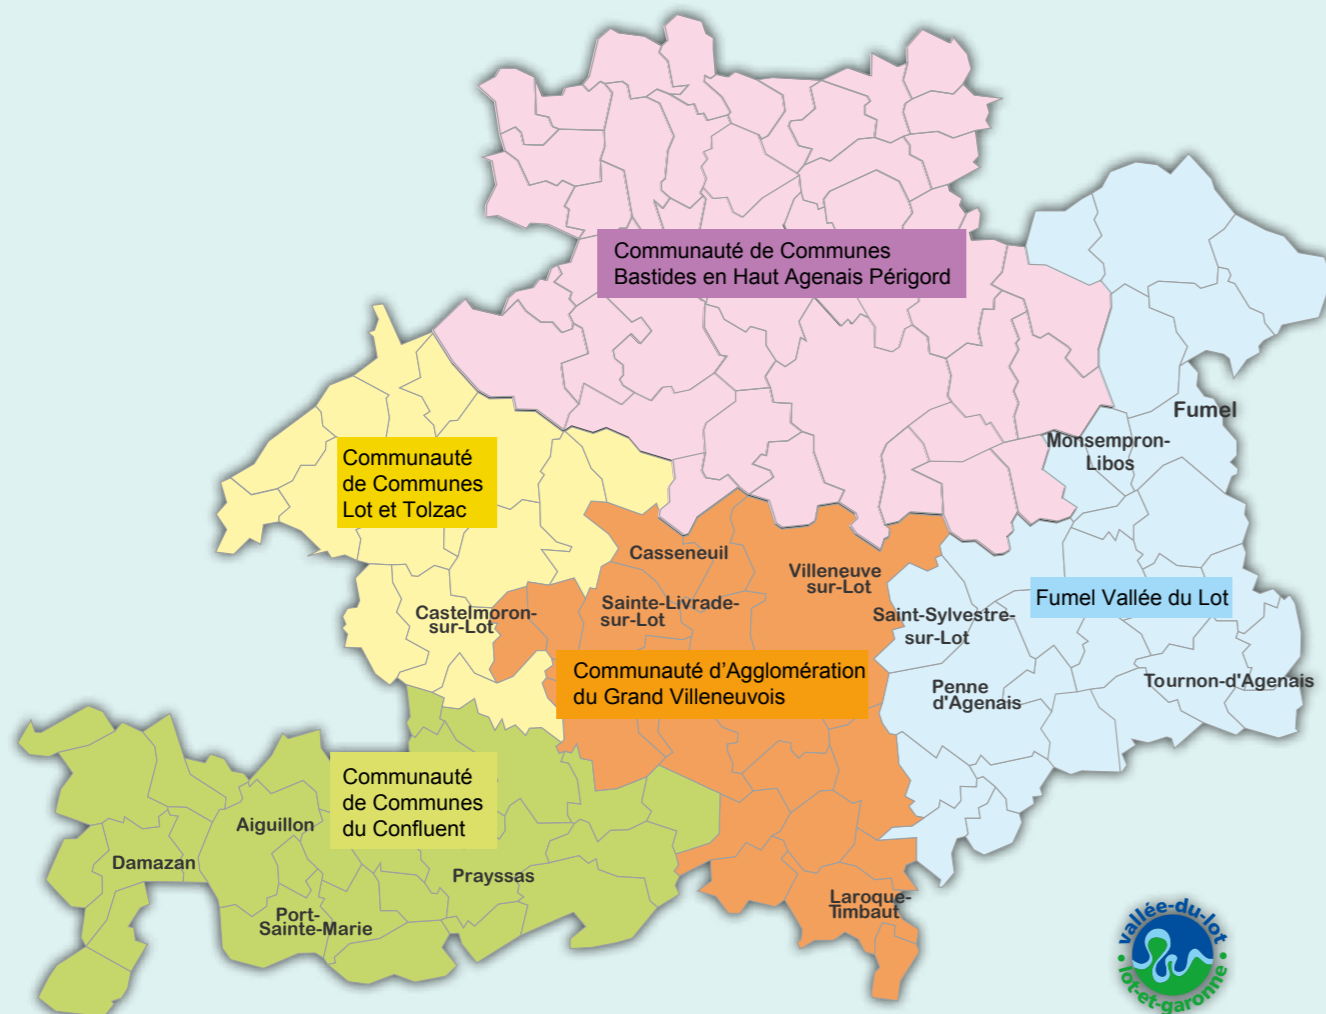 Communauté de Communes
Bastides en Haut Agenais Périgord
Fumel
Monsempron-
Libos
Communauté
de Communes
Lot et Tolzac
Casseneuil
Villeneuve
sur-Lot
Fumel Vallée du Lot
Castelmoron-
sur-Lot
Sainte-Livrade-
sur-Lot
Saint-Sylvestre-
sur-Lot
Communauté d'Agglomération
du Grand Villeneuvois
Penne
d'Agenais
Tournon-d'Agenais
Communauté
de Communes
du Confluent
Aiguillon
Damazan
Prayssas
Port-
Sainte-Marie
Laroque-
Timbaut
vallée-du-lot
lot-et-garonne